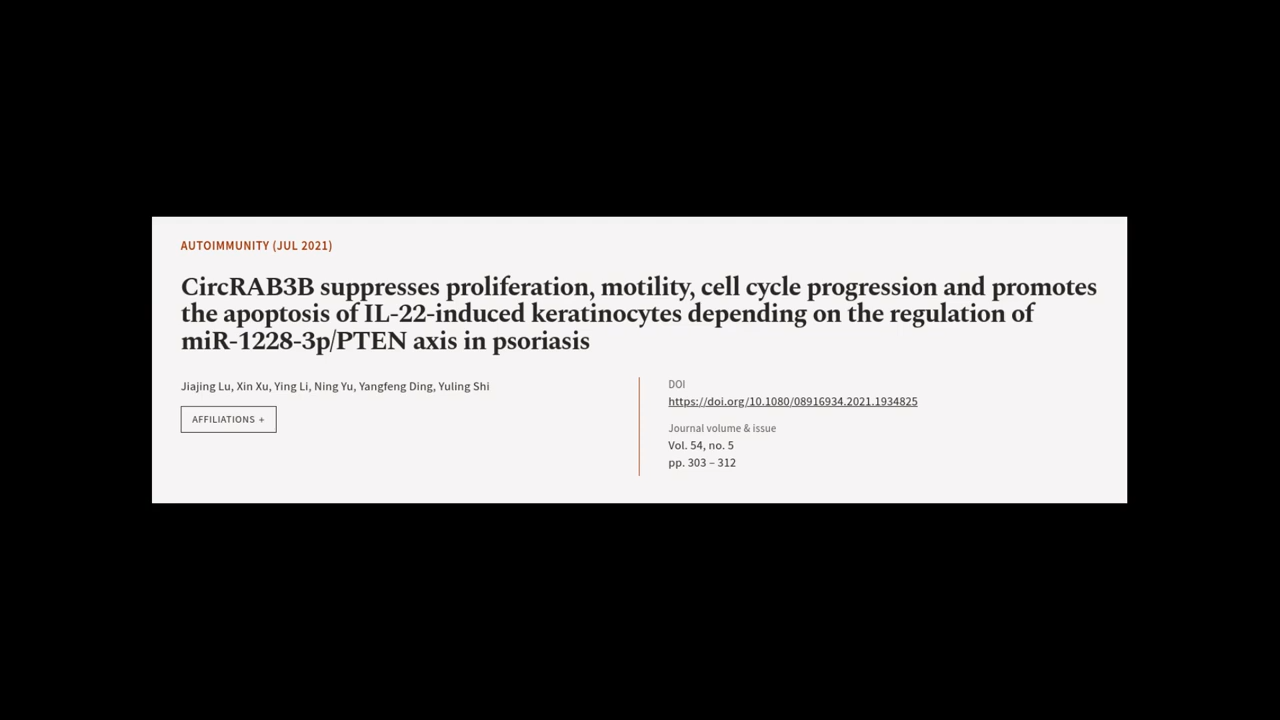 AUTOIMMUNITY (JUL 2021)
CircRAB3B suppresses proliferation, motility, cell cycle progression and promotes
the apoptosis of IL-22-induced keratinocytes depending on the regulation of
miR-1228-3p/PTEN axis in psoriasis
Jiajing Lu, Xin Xu, Ying Li, Ning Yu, Yangfeng Ding, Yuling Shi
AFFILIATIONS +
DOI
https://doi.org/10.1080/08916934.2021.1934825
Journal volume & issue
Vol. 54, no. 5
pp. 303 – 312